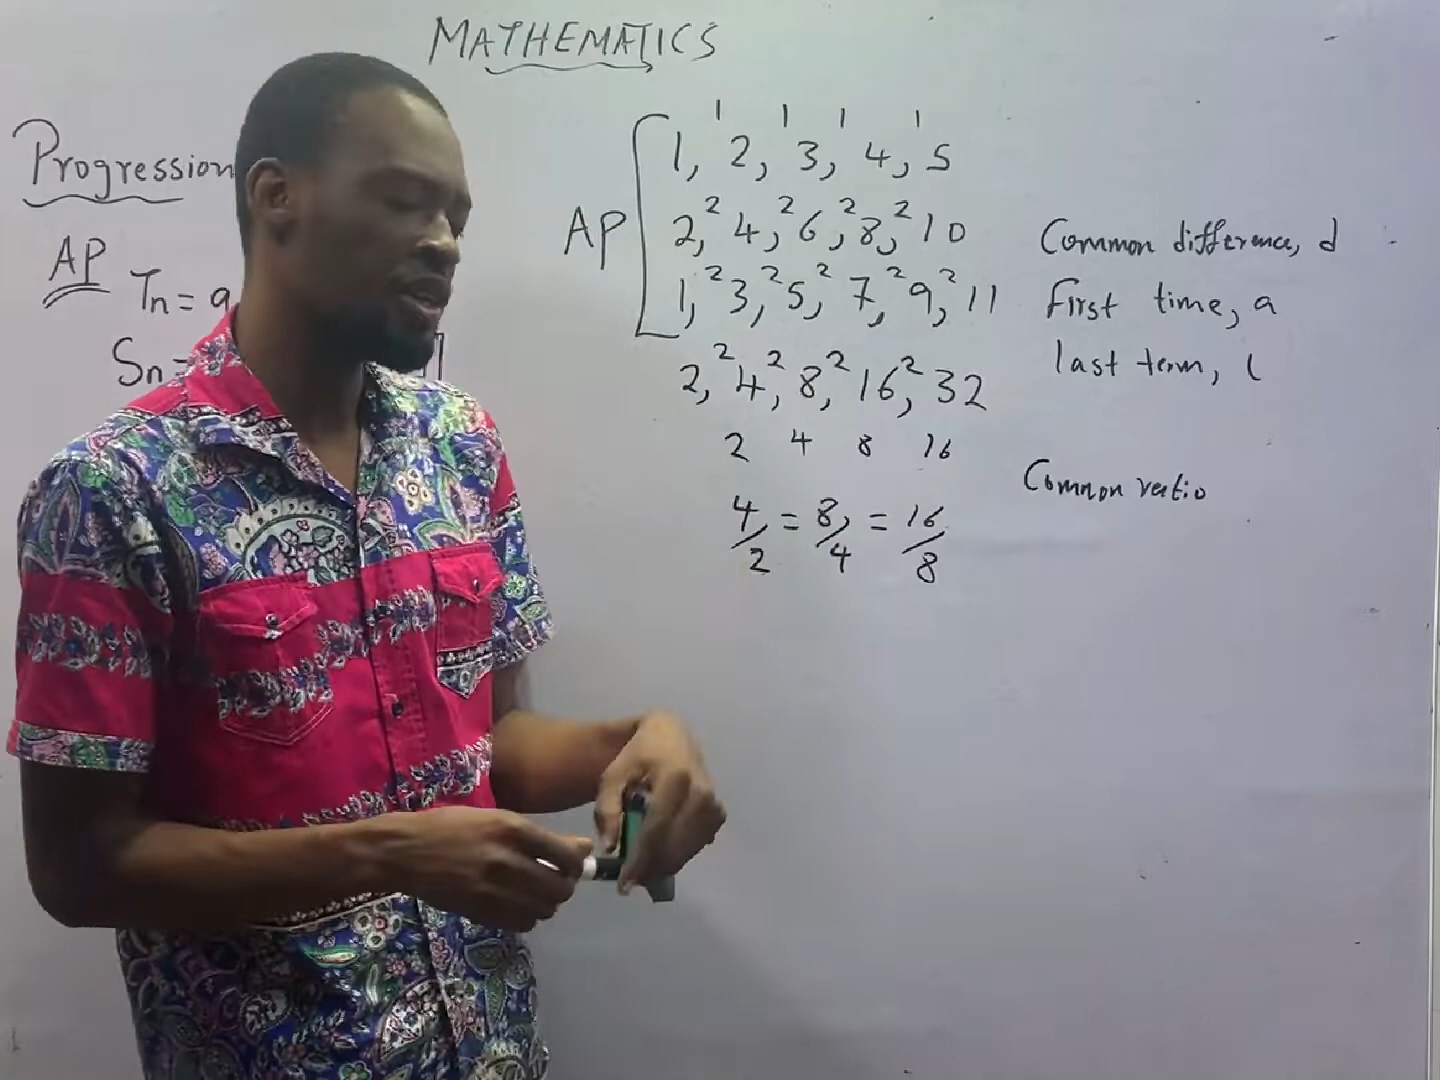 MATHEMATICS
Progression
AP
Tn = a
Sn =
1 1 1 1
1, 2, 3, 4, 5
AP
2 2 2 2
2, 4, 6, 8, 10
2 2 2 2 2
1, 3, 5, 7, 9, 11
2 2 2 2
2, 4, 8, 16, 32
2 4 8 16
4/2 = 8/4 = 16/8
Common difference, d
First time, a
last term, l
Common ratio